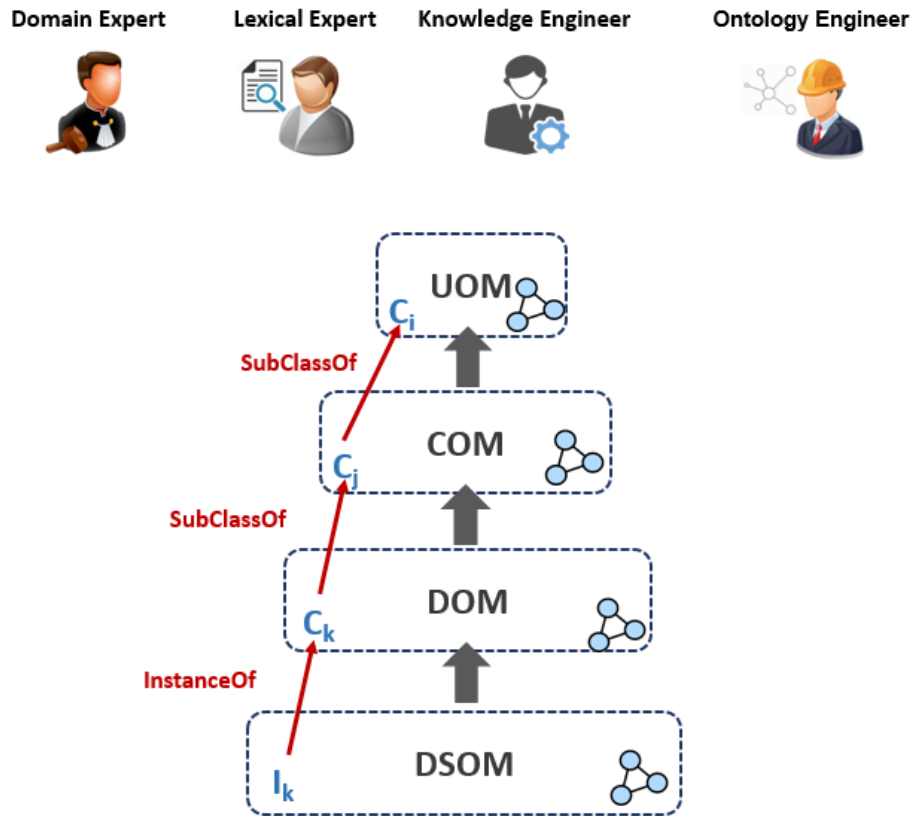 Domain Expert
Lexical Expert
Knowledge Engineer
Ontology Engineer
UOM
Ci
SubClassOf
COM
Cj
SubClassOf
DOM
Ck
InstanceOf
DSOM
Ik